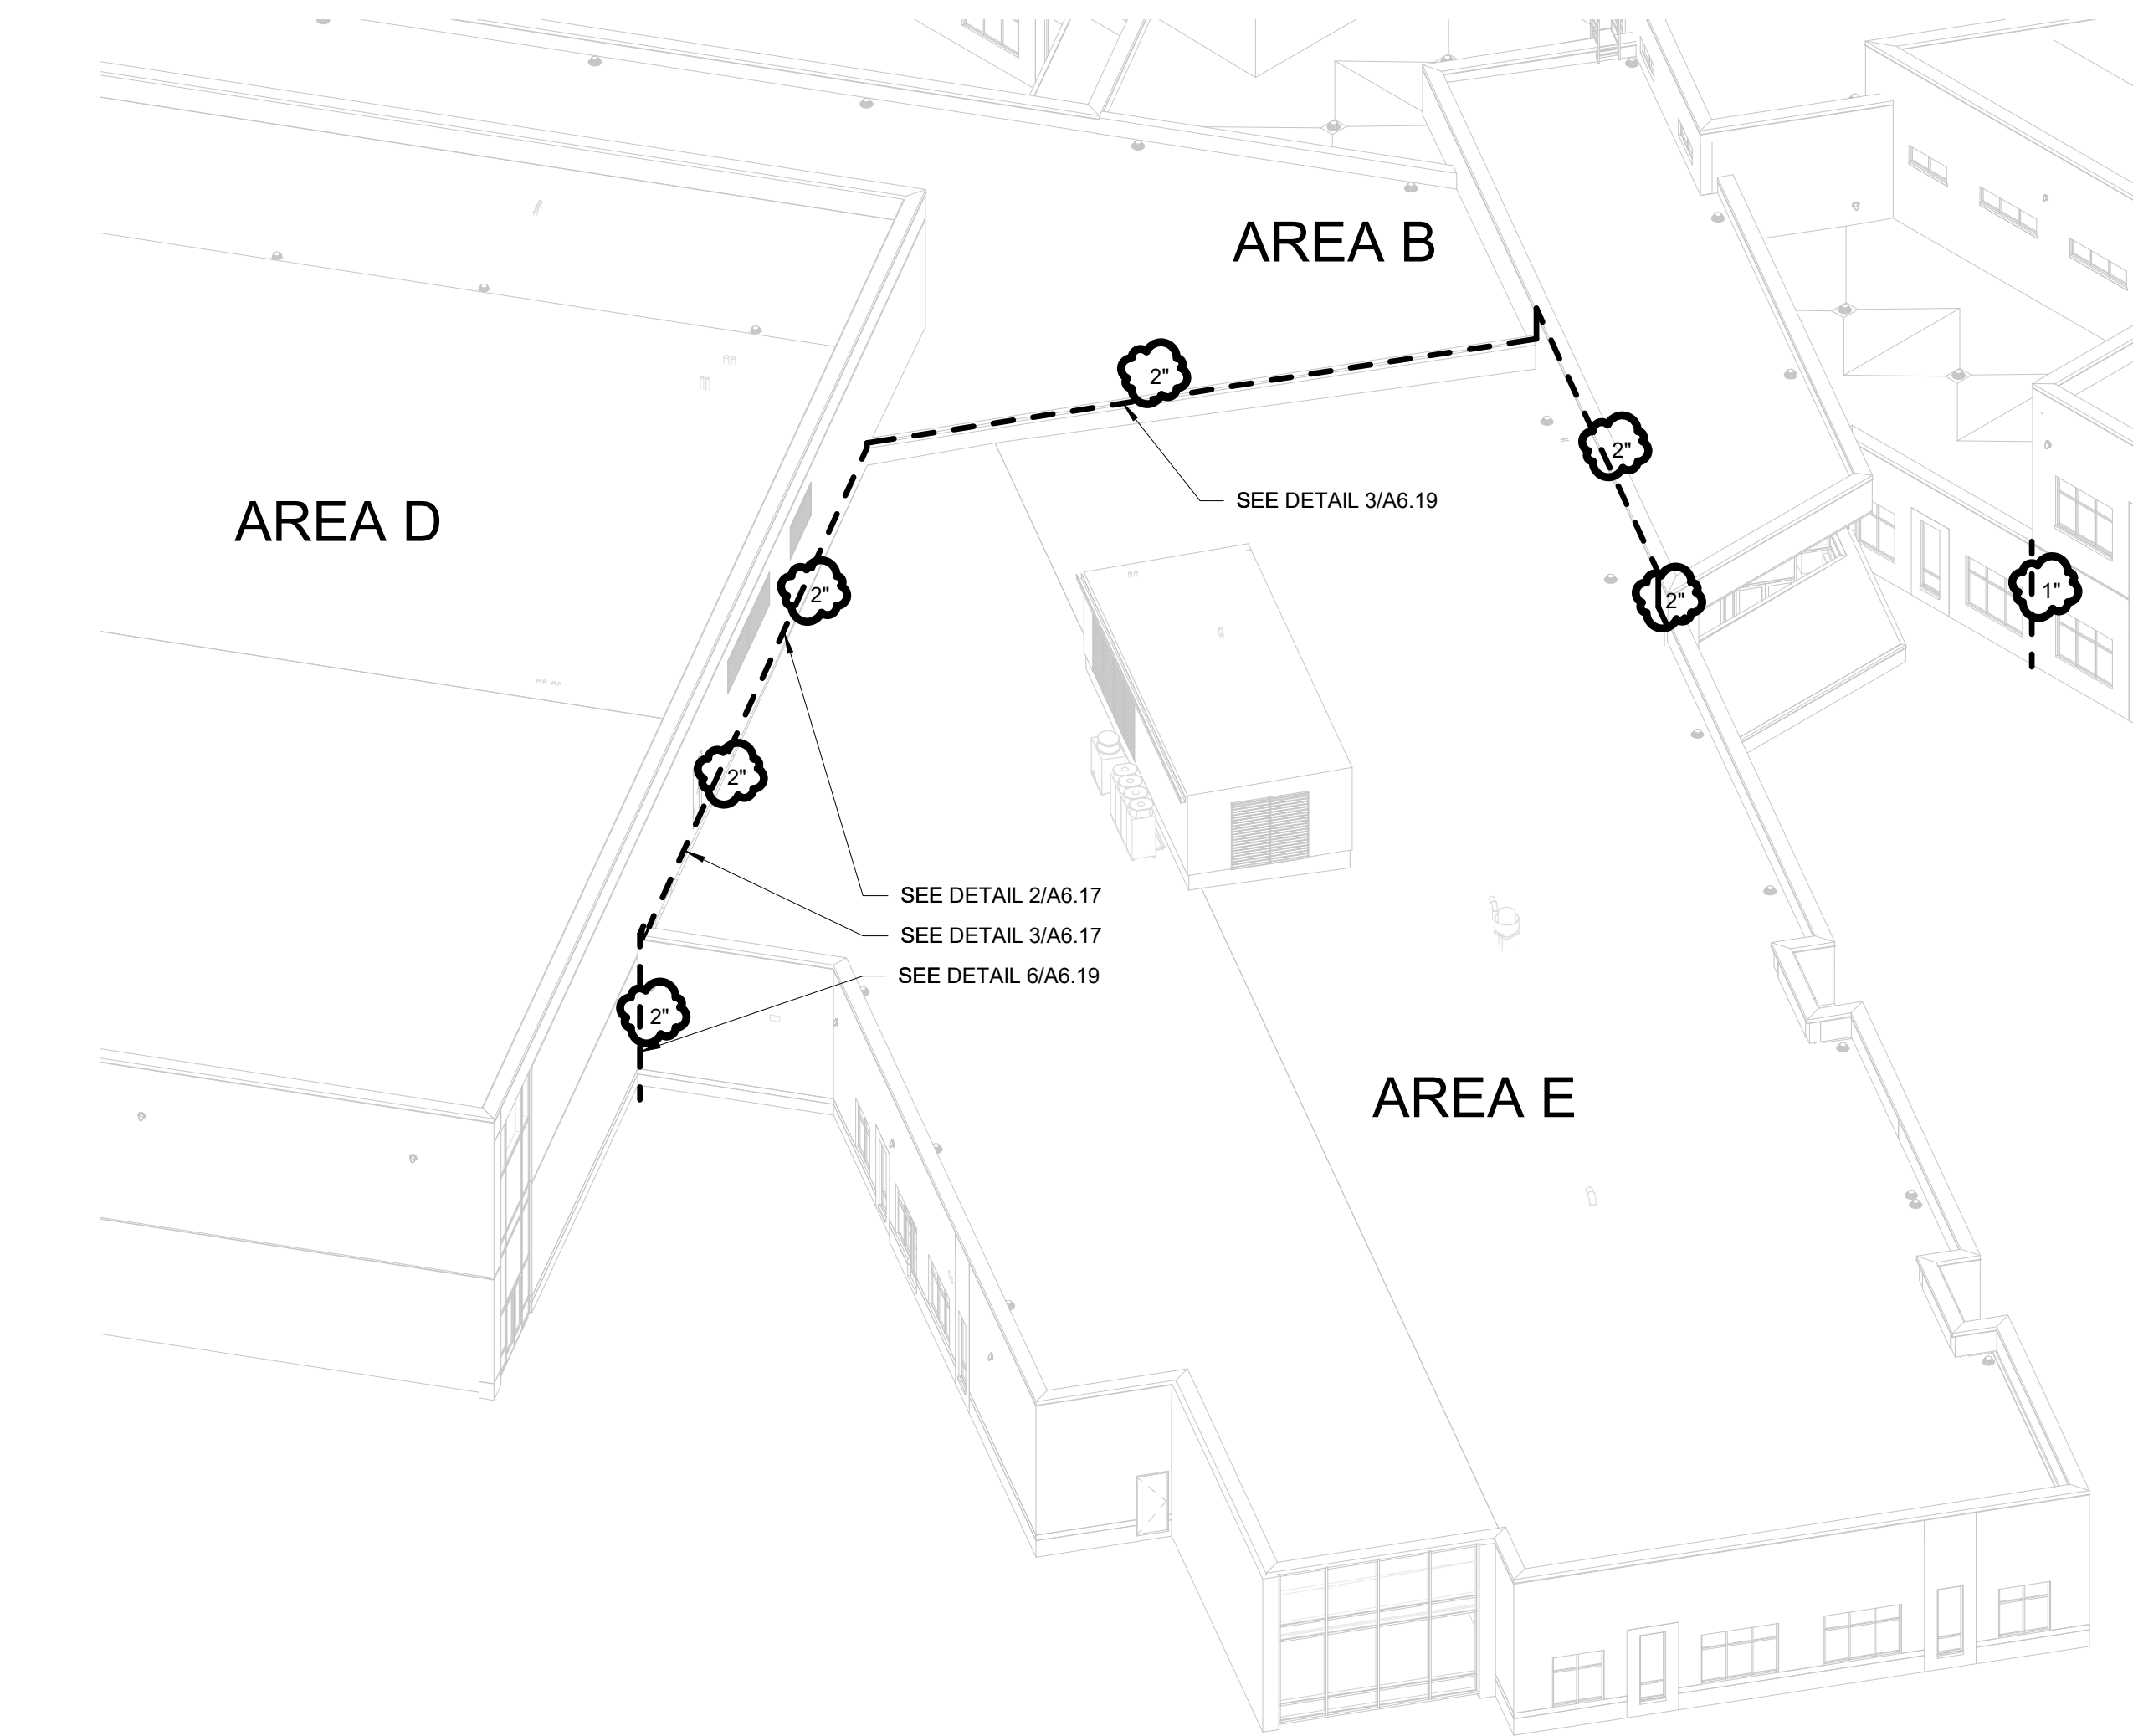 AREA B
2"
2"
SEE DETAIL 3/A6.19
AREA D
2"
2"
1"
2"
SEE DETAIL 2/A6.17
SEE DETAIL 3/A6.17
SEE DETAIL 6/A6.19
2"
AREA E